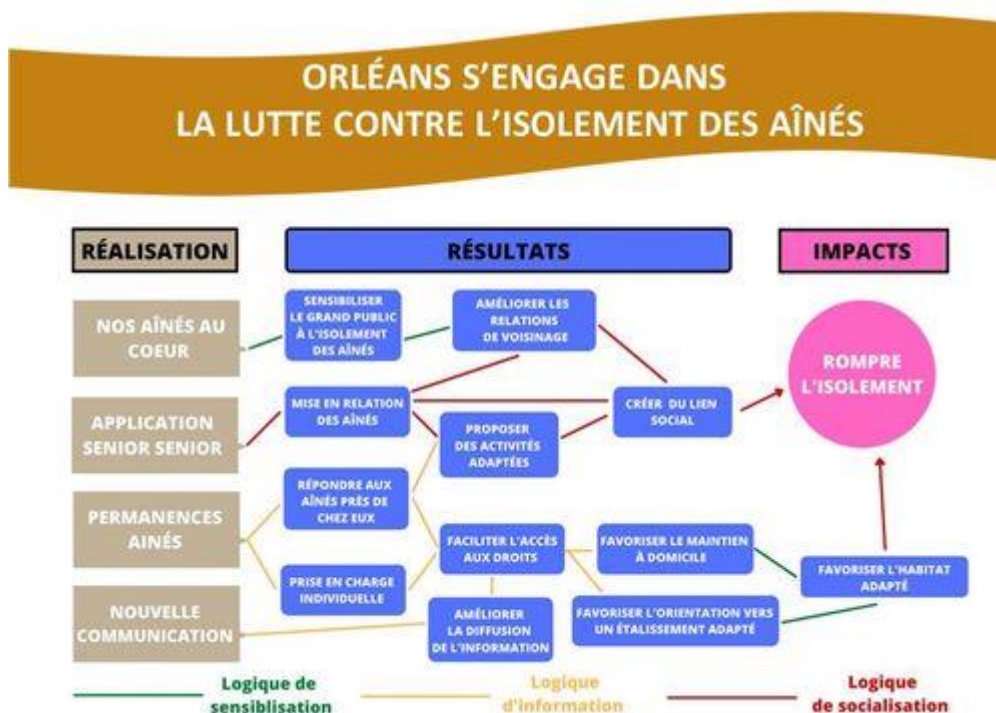 ORLÉANS S'ENGAGE DANS
LA LUTTE CONTRE L'ISOLEMENT DES AÎNÉS
RÉALISATION
RÉSULTATS
IMPACTS
NOS AÎNÉS AU
COEUR
SENSIBILISER
LE GRAND PUBLIC
À L'ISOLEMENT
DES AÎNÉS
AMÉLIORER LES
RELATIONS
DE VOISINAGE
ROMPRE
L'ISOLEMENT
APPLICATION
SENIOR SENIOR
MISE EN RELATION
DES AÎNÉS
PROPOSER
DES ACTIVITÉS
ADAPTÉES
CRÉER DU LIEN
SOCIAL
PERMANENCES
AINÉS
RÉPONDRE AUX
AÎNÉS PRÈS DE
CHEZ EUX
PRISE EN CHARGE
INDIVIDUELLE
FACILITER L'ACCÈS
AUX DROITS
FAVORISER LE MAINTIEN
À DOMICILE
FAVORISER L'HABITAT
ADAPTÉ
NOUVELLE
COMMUNICATION
AMÉLIORER
LA DIFFUSION
DE L'INFORMATION
FAVORISER L'ORIENTATION VERS
UN ÉTALISSEMENT ADAPTÉ
Logique de
sensiblisation
Logique
d'information
Logique
de socialisation